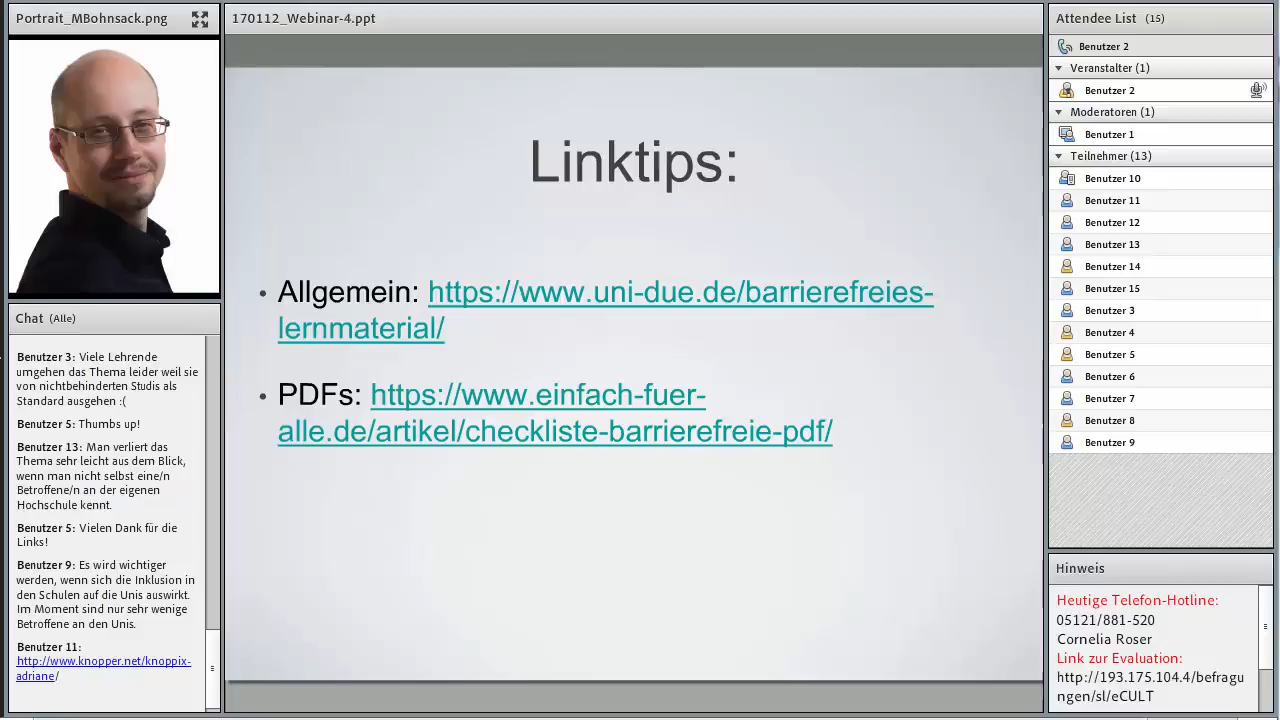 Portrait_MBohnsack.png
170112_Webinar-4.ppt
Linktips:
• Allgemein: https://www.uni-due.de/barrierefreies-
lernmaterial/
• PDFs: https://www.einfach-fuer-
alle.de/artikel/checkliste-barrierefreie-pdf/
Chat (Alle)
Benutzer 3: Viele Lehrende
umgehen das Thema leider weil sie
von nichtbehinderten Studis als
Standard ausgehen :(
Benutzer 5: Thumbs up!
Benutzer 13: Man verliert das
Thema sehr leicht aus dem Blick,
wenn man nicht selbst eine/n
Betroffene/n an der eigenen
Hochschule kennt.
Benutzer 5: Vielen Dank für die
Links!
Benutzer 9: Es wird wichtiger
werden, wenn sich die Inklusion in
den Schulen auf die Unis auswirkt.
Im Moment sind nur sehr wenige
Betroffene an den Unis.
Benutzer 11:
http://www.knopper.net/knoppix-
adriane/
Attendee List (15)
Benutzer 2
Veranstalter (1)
Benutzer 2
Moderatoren (1)
Benutzer 1
Teilnehmer (13)
Benutzer 10
Benutzer 11
Benutzer 12
Benutzer 13
Benutzer 14
Benutzer 15
Benutzer 3
Benutzer 4
Benutzer 5
Benutzer 6
Benutzer 7
Benutzer 8
Benutzer 9
Hinweis
Heutige Telefon-Hotline:
05121/881-520
Cornelia Roser
Link zur Evaluation:
http://193.175.104.4/befragu
ngen/sl/eCULT